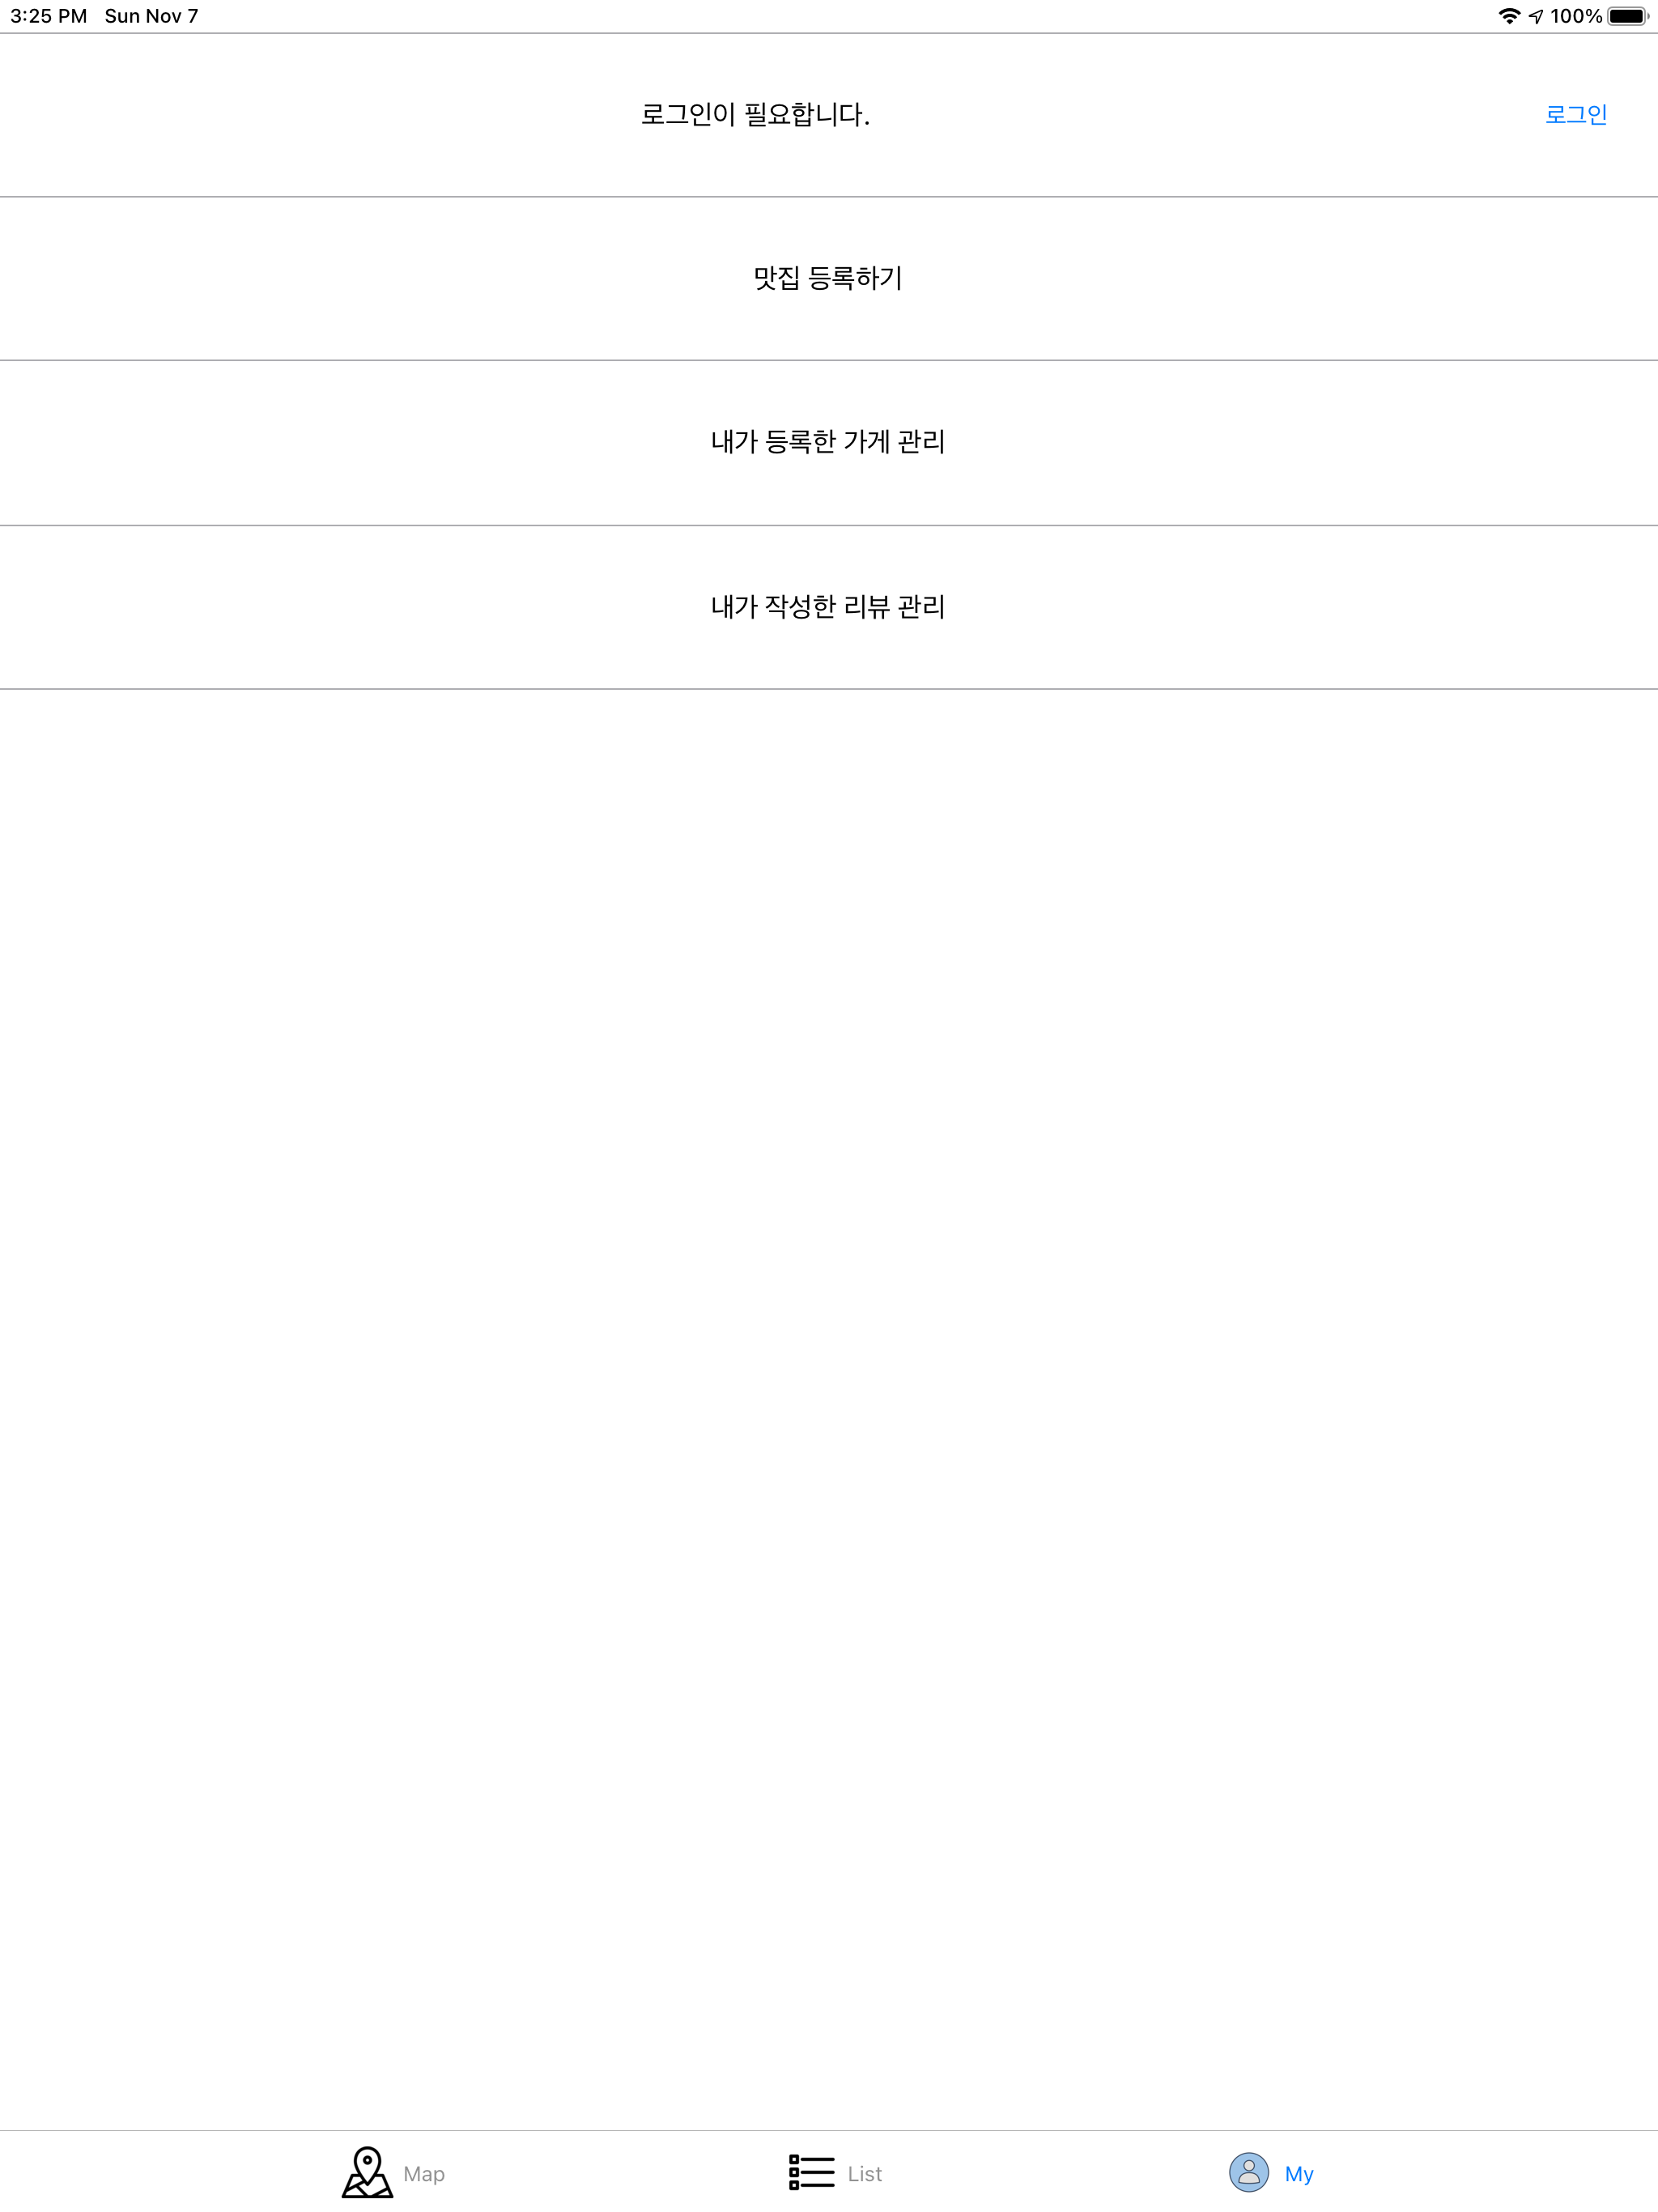 3:25 PM Sun Nov 7 100%
로그인이 필요합니다. 로그인
맛집 등록하기
내가 등록한 가게 관리
내가 작성한 리뷰 관리
Map List My